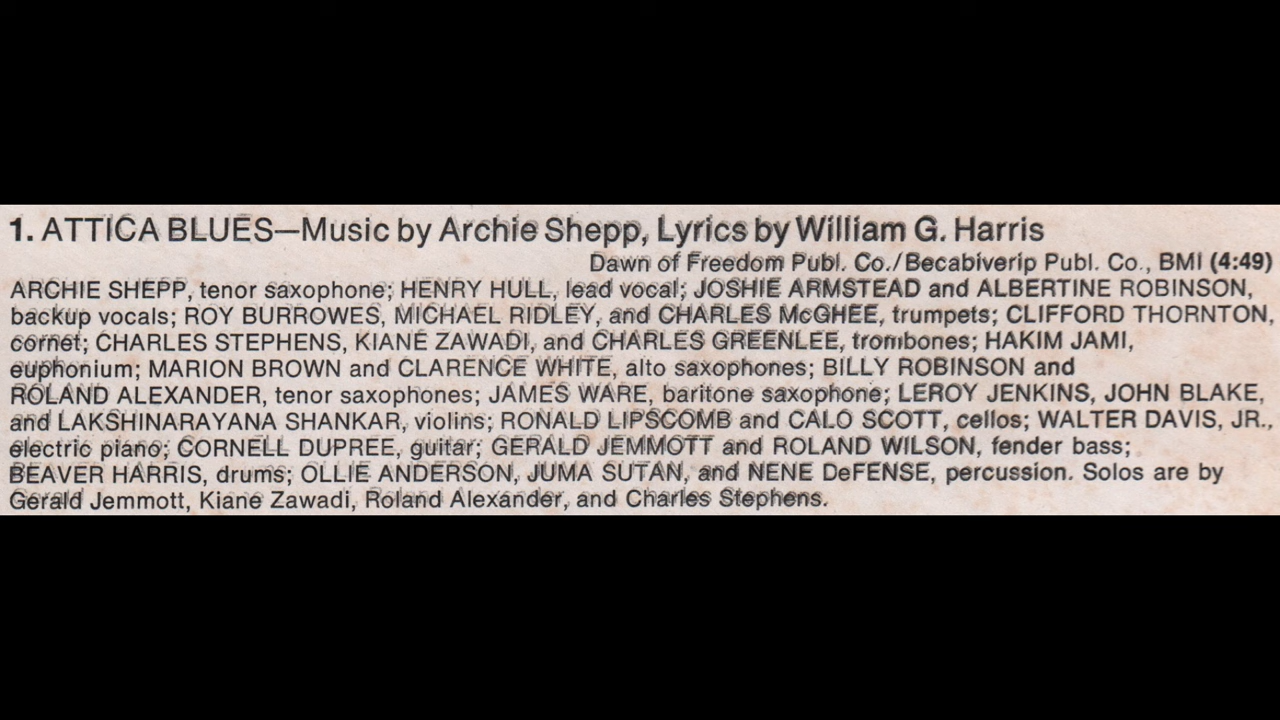 1. ATTICA BLUES—Music by Archie Shepp, Lyrics by William G. Harris
Dawn of Freedom Publ. Co./Becabiverip Publ. Co., BMI (4:49)
ARCHIE SHEPP, tenor saxophone; HENRY HULL, lead vocal; JOSHIE ARMSTEAD and ALBERTINE ROBINSON,
backup vocals; ROY BURROWES, MICHAEL RIDLEY, and CHARLES McGHEE, trumpets; CLIFFORD THORNTON,
cornet; CHARLES STEPHENS, KIANE ZAWADI, and CHARLES GREENLEE, trombones; HAKIM JAMI,
euphonium; MARION BROWN and CLARENCE WHITE, alto saxophones; BILLY ROBINSON and
ROLAND ALEXANDER, tenor saxophones; JAMES WARE, baritone saxophone; LEROY JENKINS, JOHN BLAKE,
and LAKSHINARAYANA SHANKAR, violins; RONALD LIPSCOMB and CALO SCOTT, cellos; WALTER DAVIS, JR.,
electric piano; CORNELL DUPREE, guitar; GERALD JEMMOTT and ROLAND WILSON, fender bass;
BEAVER HARRIS, drums; OLLIE ANDERSON, JUMA SUTAN, and NENE DeFENSE, percussion. Solos are by
Gerald Jemmott, Kiane Zawadi, Roland Alexander, and Charles Stephens.